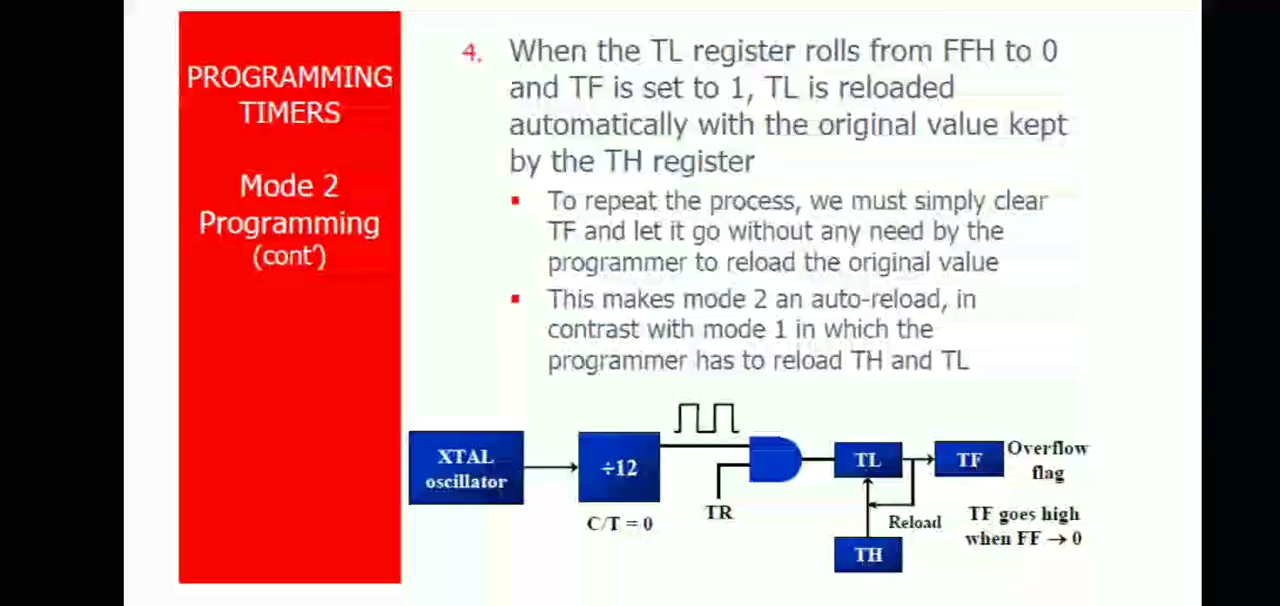 PROGRAMMING
TIMERS
Mode 2
Programming
(cont')
4. When the TL register rolls from FFH to 0
and TF is set to 1, TL is reloaded
automatically with the original value kept
by the TH register
▪ To repeat the process, we must simply clear
TF and let it go without any need by the
programmer to reload the original value
▪ This makes mode 2 an auto-reload, in
contrast with mode 1 in which the
programmer has to reload TH and TL
XTAL
oscillator
÷12
C/T = 0
TR
TL
TF
Overflow
flag
Reload
TH
TF goes high
when FF → 0